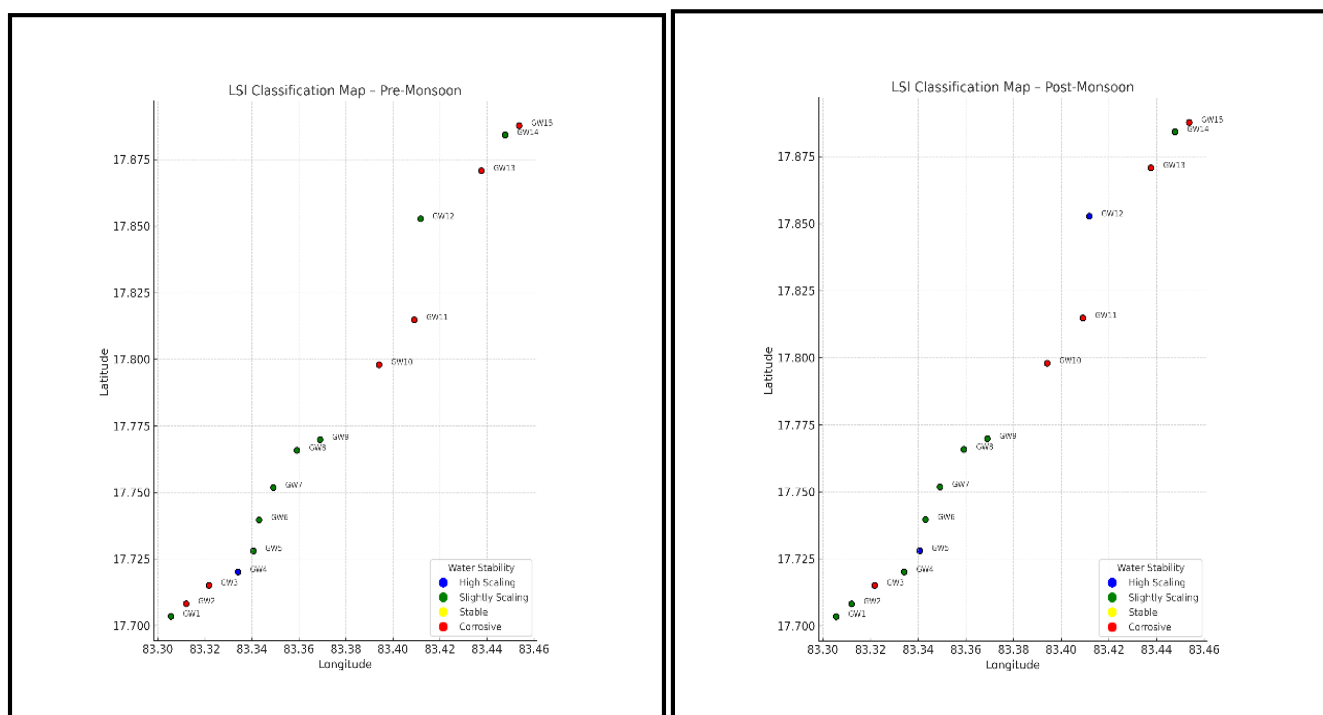 LSI Classification Map – Pre-Monsoon
GW15
GW14
17.875
GW13
17.850
GW12
17.825
GW11
17.800
GW10
Latitude
17.775
GW9
GW8
17.750
GW7
GW6
17.725
GW5
GW4
GW3
GW2
GW1
17.700
Water Stability
High Scaling
Slightly Scaling
Stable
Corrosive
83.30 83.32 83.34 83.36 83.38 83.40 83.42 83.44 83.46
Longitude
LSI Classification Map – Post-Monsoon
GW15
GW14
17.875
GW13
17.850
GW12
17.825
GW11
17.800
GW10
Latitude
17.775
GW9
GW8
17.750
GW7
GW6
17.725
GW5
GW4
GW3
GW2
GW1
17.700
Water Stability
High Scaling
Slightly Scaling
Stable
Corrosive
83.30 83.32 83.34 83.36 83.38 83.40 83.42 83.44 83.46
Longitude